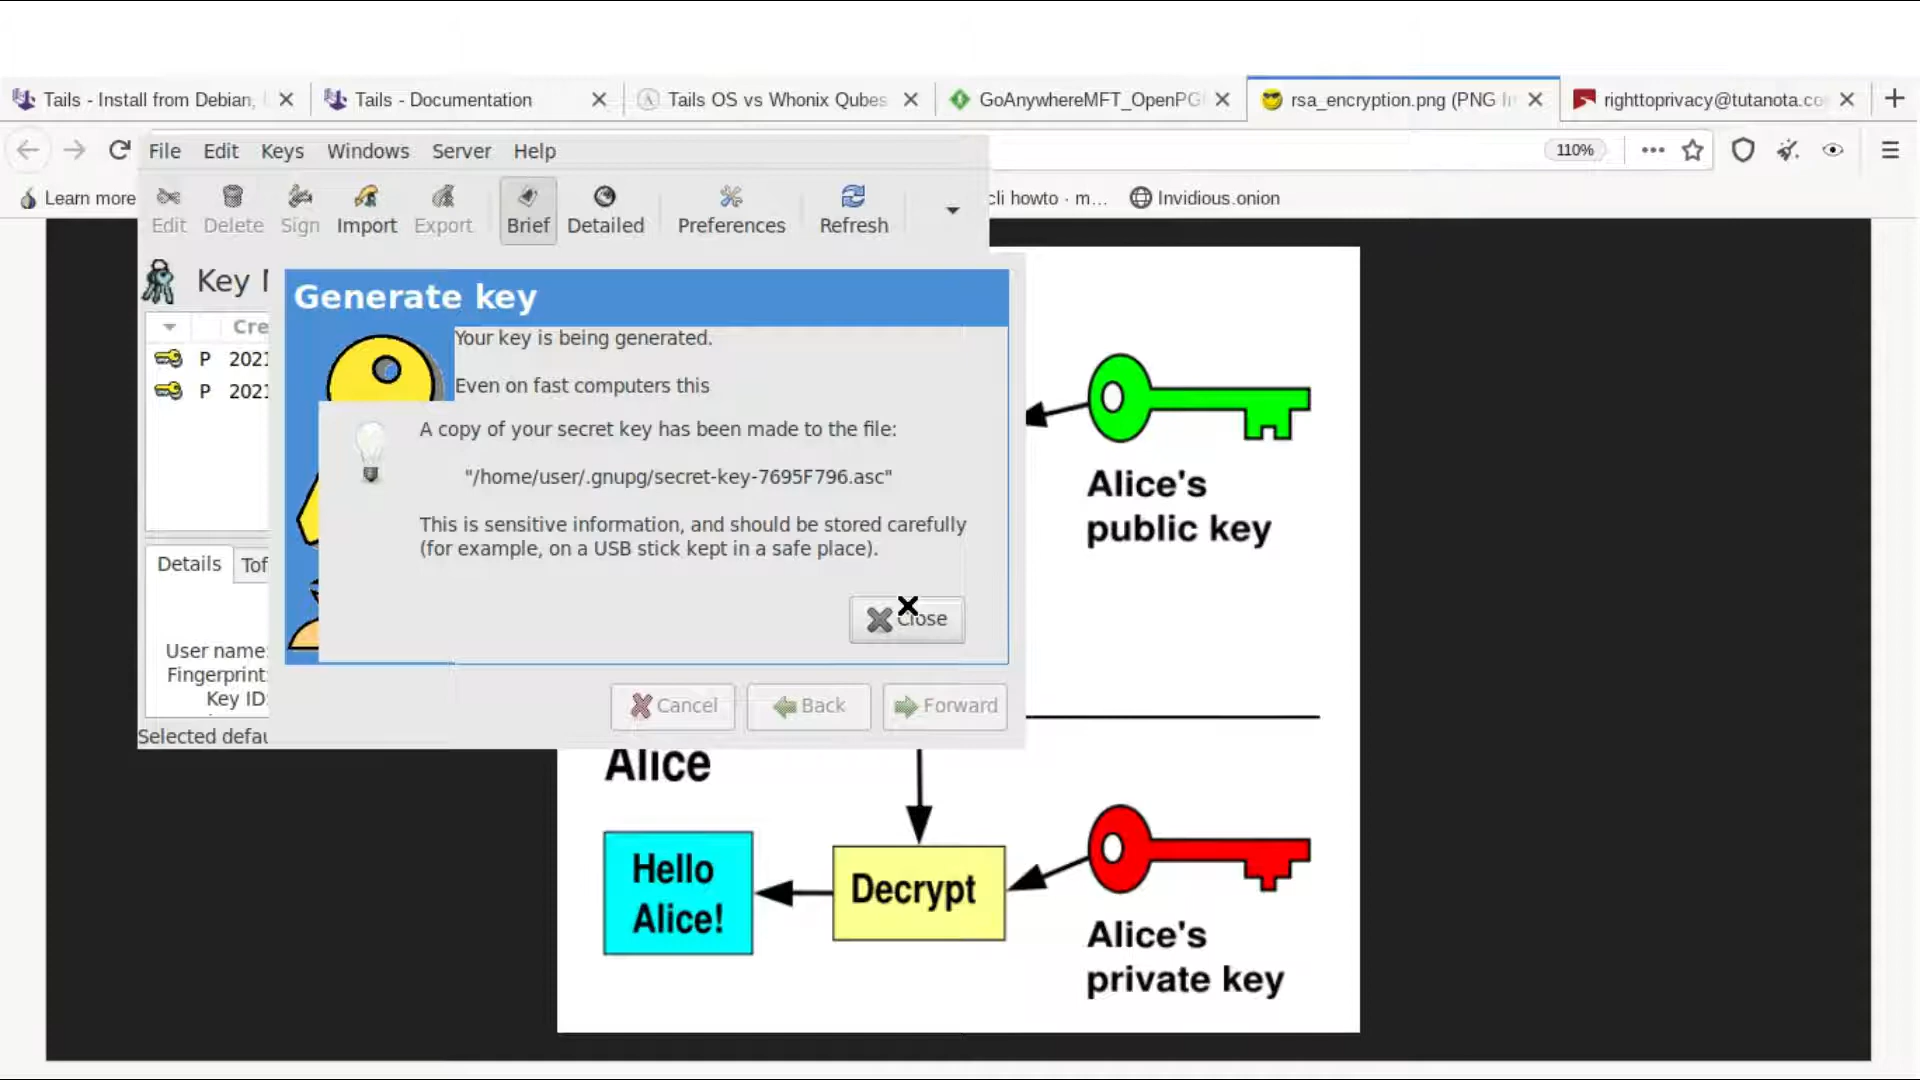 Tails - Install from Debian,
Tails - Documentation
Tails OS vs Whonix Qubes
GoAnywhereMFT_OpenPG
rsa_encryption.png (PNG I
righttoprivacy@tutanota.co
110%
File Edit Keys Windows Server Help
Learn more
cli howto · m...
Invidious.onion
Edit Delete Sign Import Export Brief Detailed Preferences Refresh
Key
Generate key
Cre
P 2021
P 2021
Your key is being generated.
Even on fast computers this
A copy of your secret key has been made to the file:
"/home/user/.gnupg/secret-key-7695F796.asc"
This is sensitive information, and should be stored carefully
(for example, on a USB stick kept in a safe place).
Close
Details Tof
User name:
Fingerprint:
Key ID:
Cancel Back Forward
Selected defau
Alice's
public key
Alice
Hello
Alice!
Decrypt
Alice's
private key